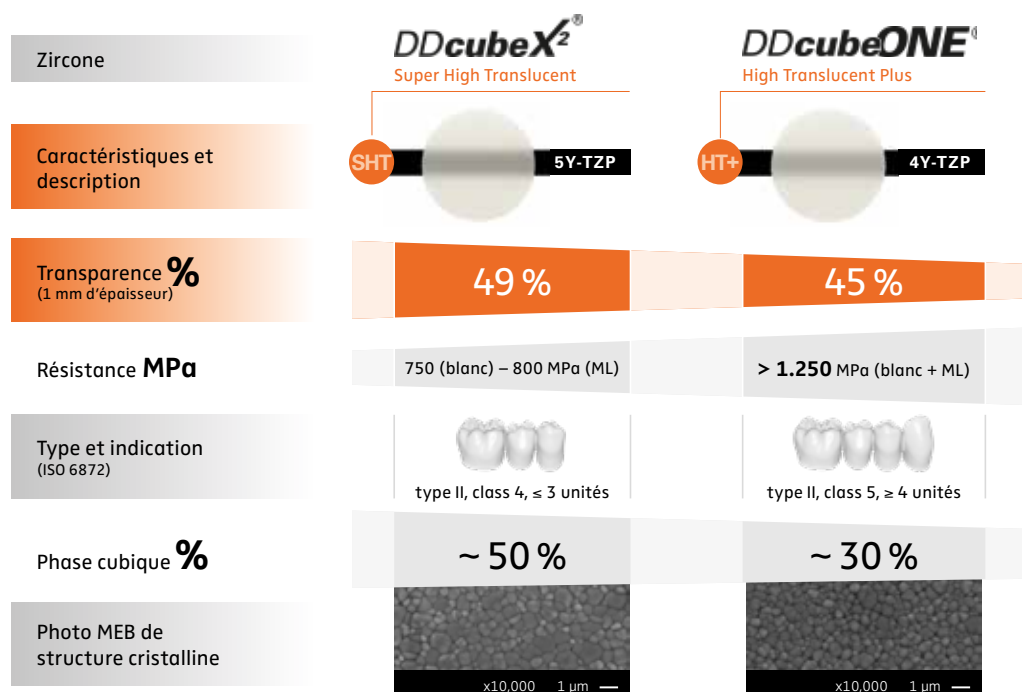 Zircone
DDcubeX²®
Super High Translucent
DDcubeONE®
High Translucent Plus
Caractéristiques et
description
SHT
5Y-TZP
HT+
4Y-TZP
Transparence %
(1 mm d’épaisseur)
49 %
45 %
Résistance MPa
750 (blanc) – 800 MPa (ML)
> 1.250 MPa (blanc + ML)
Type et indication
(ISO 6872)
type II, class 4, ≤ 3 unités
type II, class 5, ≥ 4 unités
Phase cubique %
~ 50 %
~ 30 %
Photo MEB de
structure cristalline
x10,000 1 µm
x10,000 1 µm